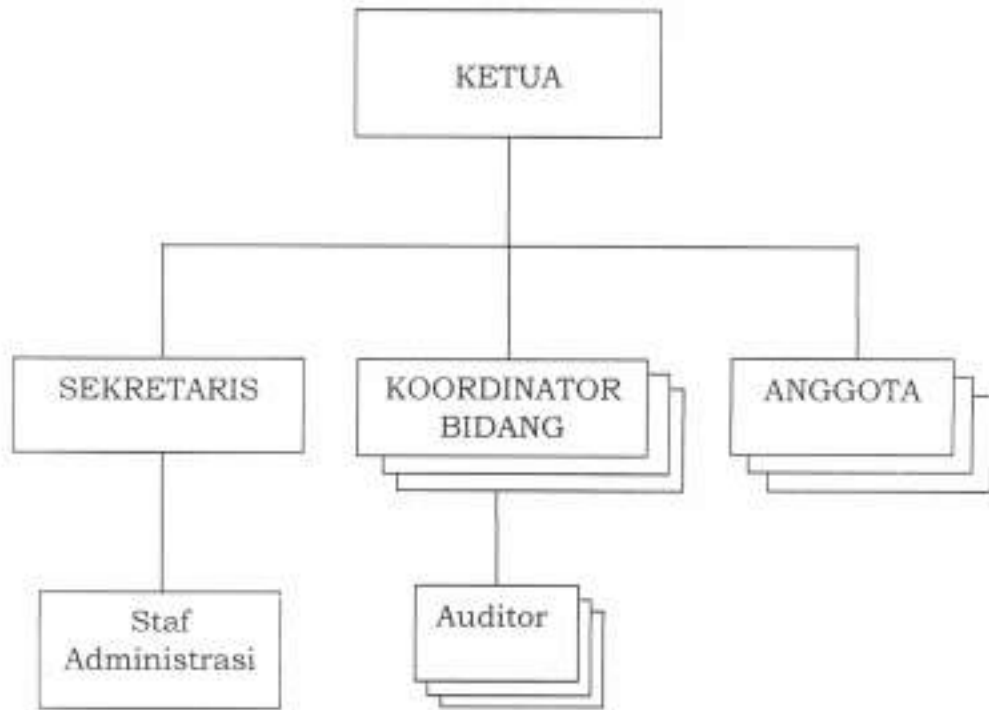 KETUA
SEKRETARIS
KOORDINATOR
BIDANG
ANGGOTA
Staf
Administrasi
Auditor